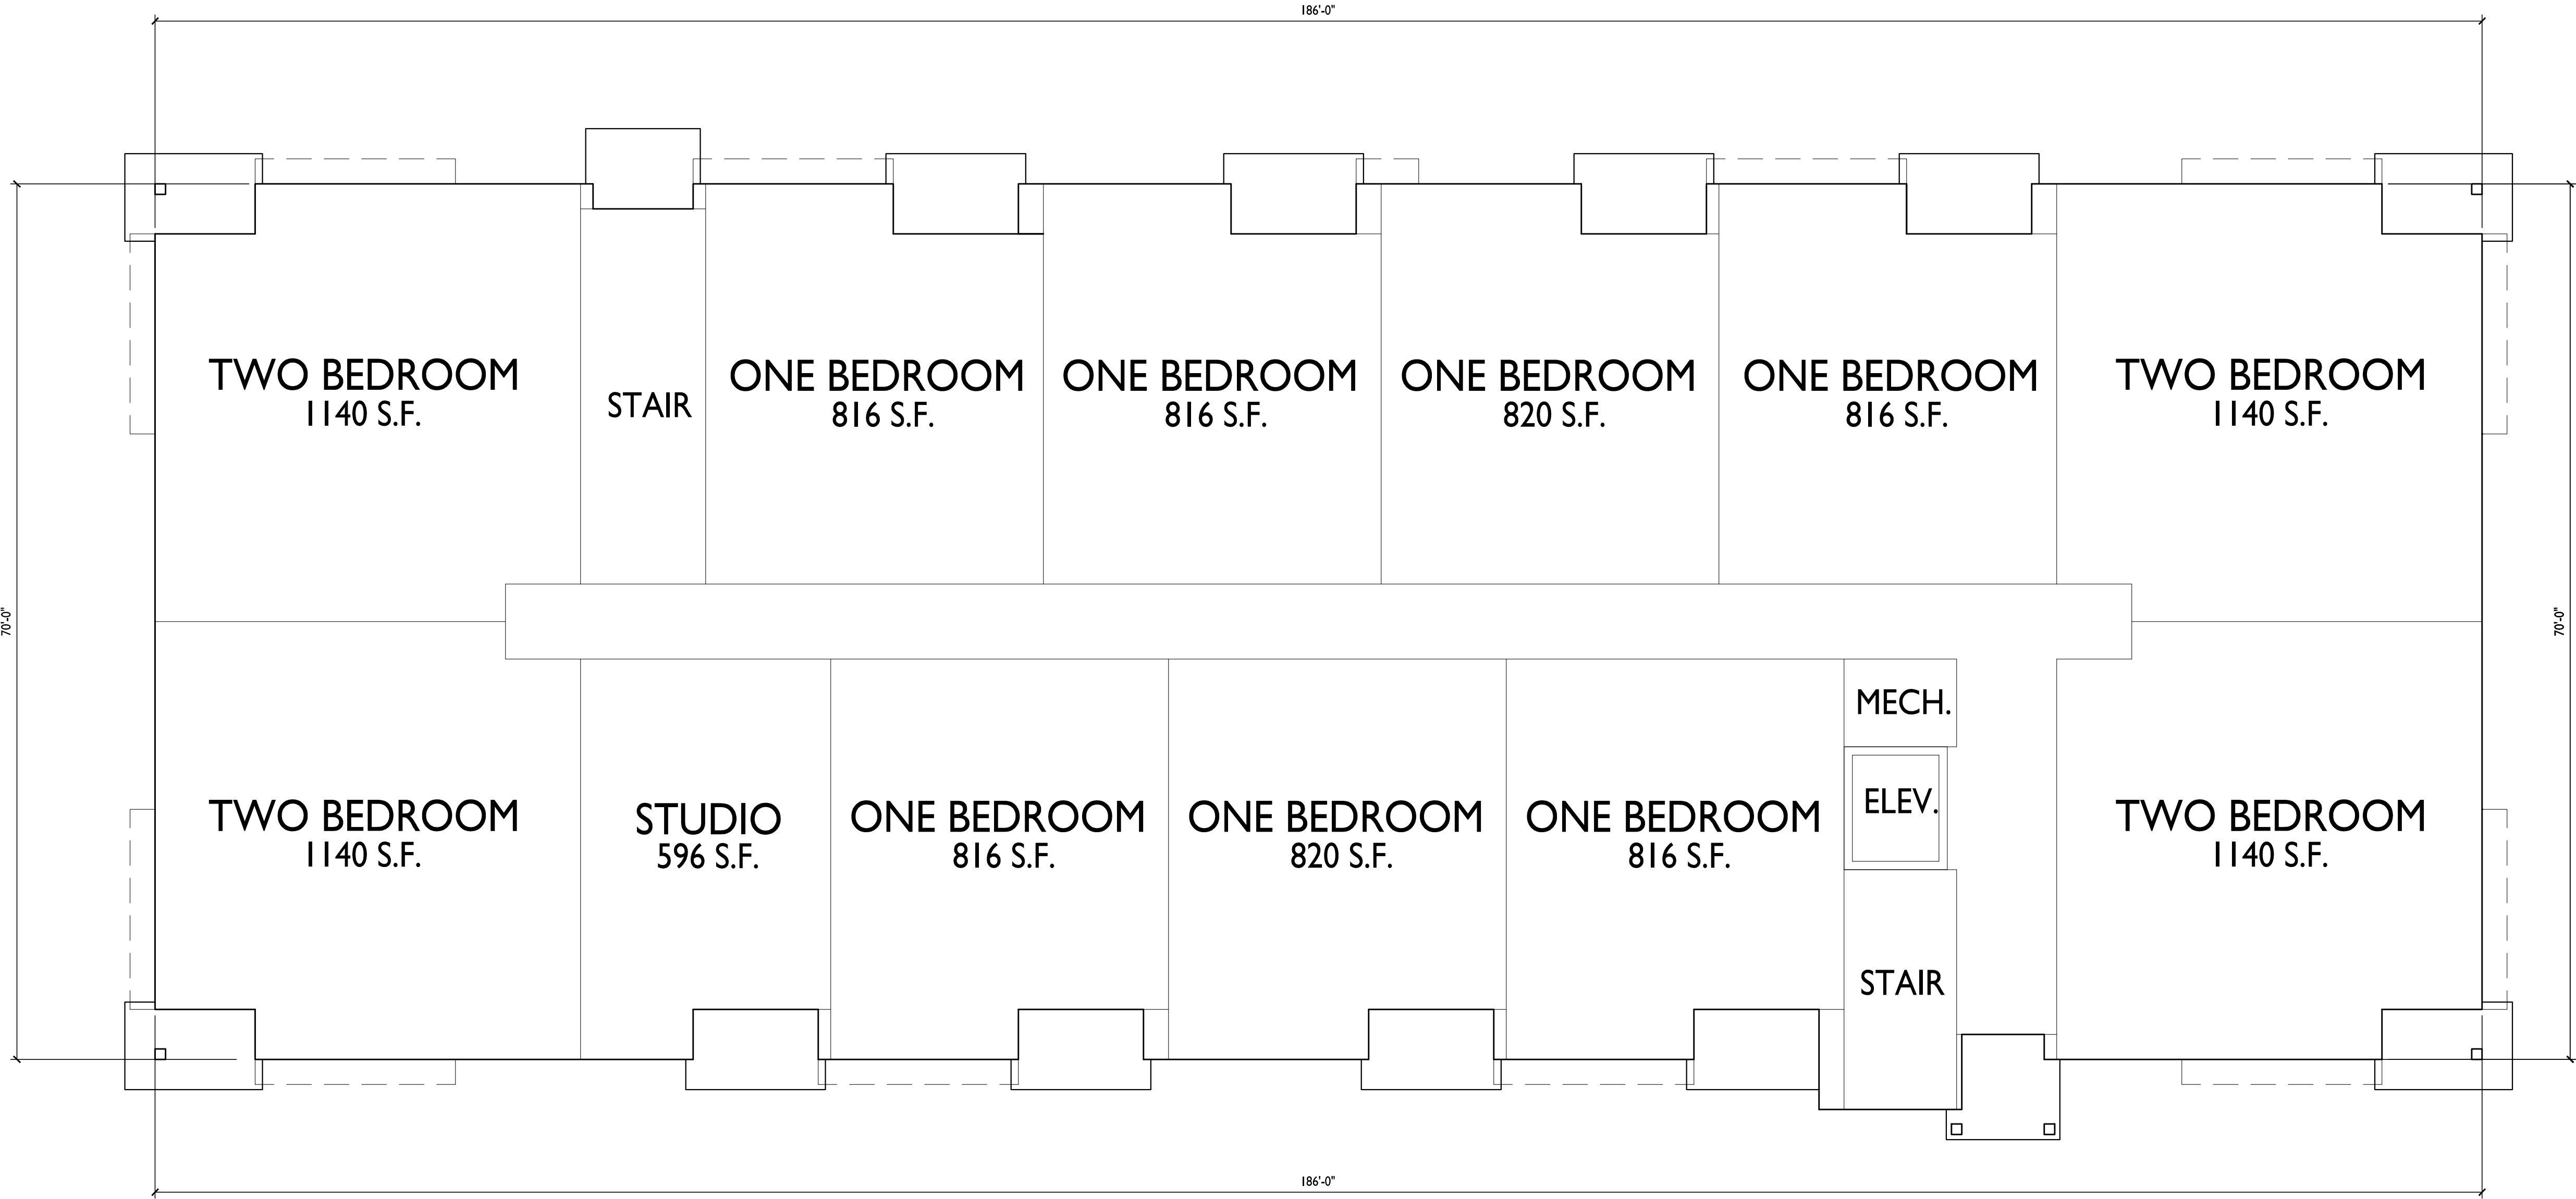 186'-0"
TWO BEDROOM
1140 S.F.
STAIR
ONE BEDROOM
816 S.F.
ONE BEDROOM
816 S.F.
ONE BEDROOM
820 S.F.
ONE BEDROOM
816 S.F.
TWO BEDROOM
1140 S.F.
70'-0"
70'-0"
TWO BEDROOM
1140 S.F.
STUDIO
596 S.F.
ONE BEDROOM
816 S.F.
ONE BEDROOM
820 S.F.
ONE BEDROOM
816 S.F.
MECH.
ELEV.
STAIR
TWO BEDROOM
1140 S.F.
186'-0"